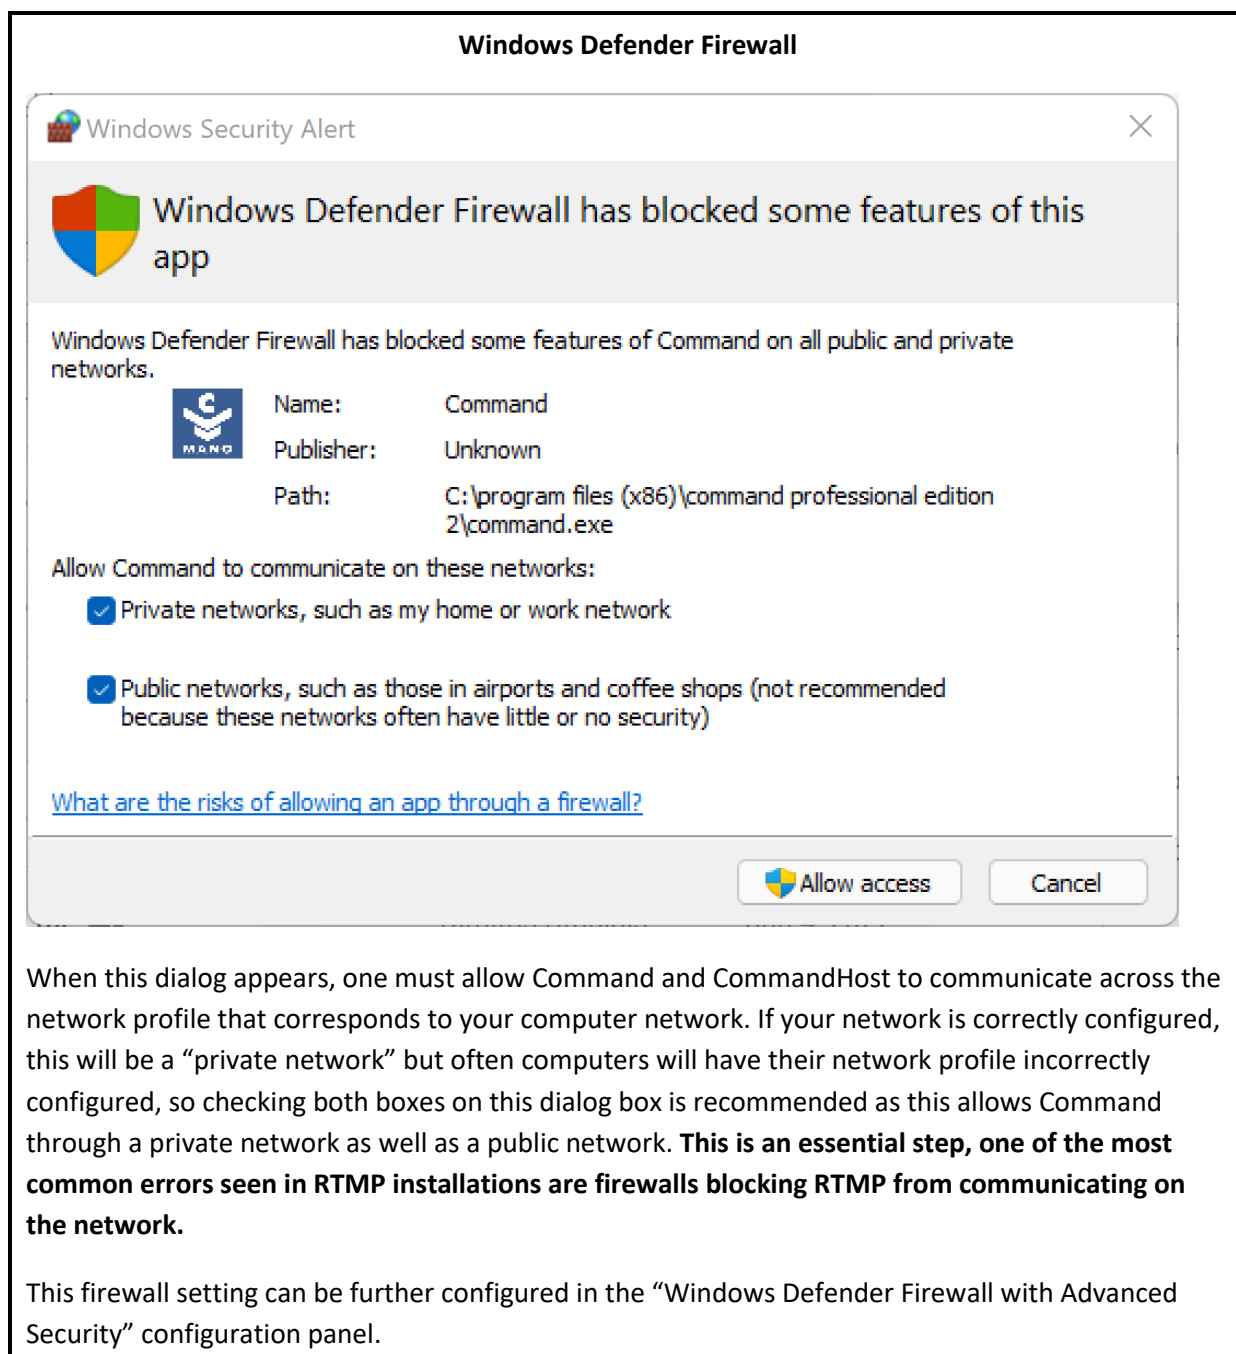 Windows Defender Firewall
Windows Security Alert
Windows Defender Firewall has blocked some features of this
app
Windows Defender Firewall has blocked some features of Command on all public and private
networks.
C
MANO
Name: Command
Publisher: Unknown
Path: C:\program files (x86)\command professional edition
2\command.exe
Allow Command to communicate on these networks:
Private networks, such as my home or work network
Public networks, such as those in airports and coffee shops (not recommended
because these networks often have little or no security)
What are the risks of allowing an app through a firewall?
Allow access Cancel
When this dialog appears, one must allow Command and CommandHost to communicate across the
network profile that corresponds to your computer network. If your network is correctly configured,
this will be a “private network” but often computers will have their network profile incorrectly
configured, so checking both boxes on this dialog box is recommended as this allows Command
through a private network as well as a public network. This is an essential step, one of the most
common errors seen in RTMP installations are firewalls blocking RTMP from communicating on
the network.
This firewall setting can be further configured in the “Windows Defender Firewall with Advanced
Security” configuration panel.